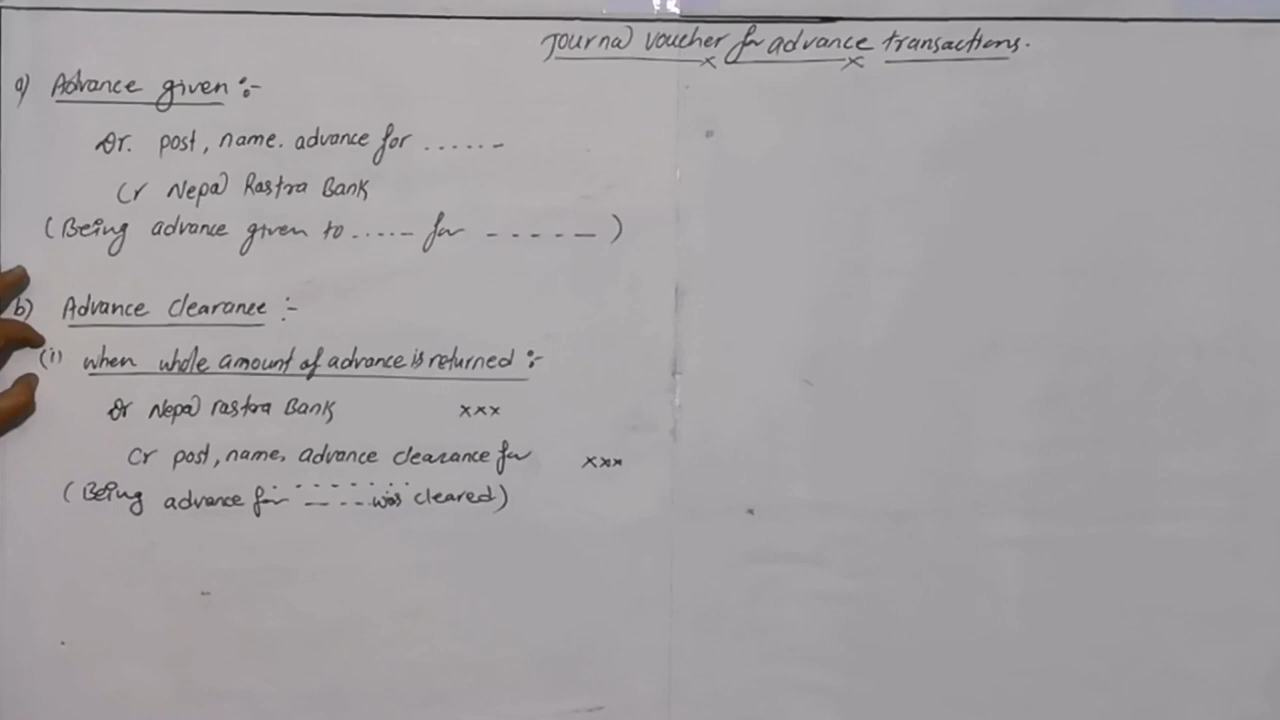 Journal voucher for advance transactions.
a) Advance given :-
Dr. post, name. advance for ......
Cr Nepal Rastra Bank
(Being advance given to ..... for -----)
b) Advance clearance :-
(i) when whole amount of advance is returned :-
Dr Nepal rastra Bank xxx
Cr post, name, advance clearance for xxx
(Being advance for ..... was cleared)